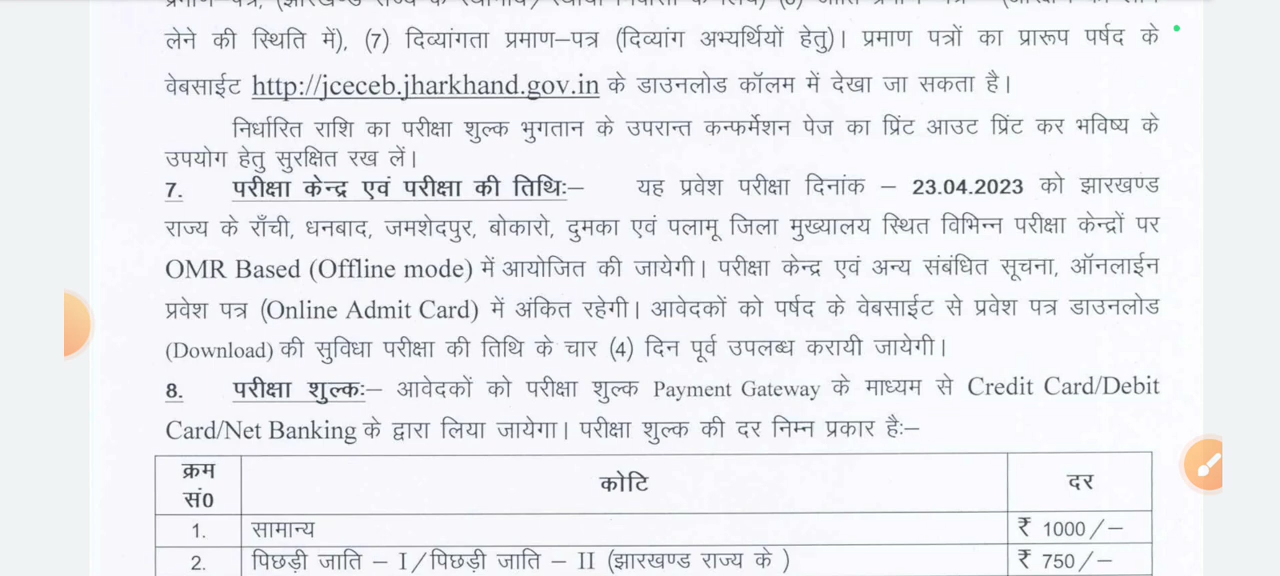 लेने की स्थिति में), (7) दिव्यांगता प्रमाण–पत्र (दिव्यांग अभ्यर्थियों हेतु)। प्रमाण पत्रों का प्रारूप पर्षद के
वेबसाईट http://jceceb.jharkhand.gov.in के डाउनलोड कॉलम में देखा जा सकता है।
निर्धारित राशि का परीक्षा शुल्क भुगतान के उपरान्त कन्फर्मेशन पेज का प्रिंट आउट प्रिंट कर भविष्य के
उपयोग हेतु सुरक्षित रख लें।
7. परीक्षा केन्द्र एवं परीक्षा की तिथिः– यह प्रवेश परीक्षा दिनांक – 23.04.2023 को झारखण्ड
राज्य के राँची, धनबाद, जमशेदपुर, बोकारो, दुमका एवं पलामू जिला मुख्यालय स्थित विभिन्न परीक्षा केन्द्रों पर
OMR Based (Offline mode) में आयोजित की जायेगी। परीक्षा केन्द्र एवं अन्य संबंधित सूचना, ऑनलाईन
प्रवेश पत्र (Online Admit Card) में अंकित रहेगी। आवेदकों को पर्षद के वेबसाईट से प्रवेश पत्र डाउनलोड
(Download) की सुविधा परीक्षा की तिथि के चार (4) दिन पूर्व उपलब्ध करायी जायेगी।
8. परीक्षा शुल्कः– आवेदकों को परीक्षा शुल्क Payment Gateway के माध्यम से Credit Card/Debit
Card/Net Banking के द्वारा लिया जायेगा। परीक्षा शुल्क की दर निम्न प्रकार हैः–
क्रम सं0 कोटि दर
1. सामान्य ₹ 1000/–
2. पिछड़ी जाति – I/पिछड़ी जाति – II (झारखण्ड राज्य के ) ₹ 750/–